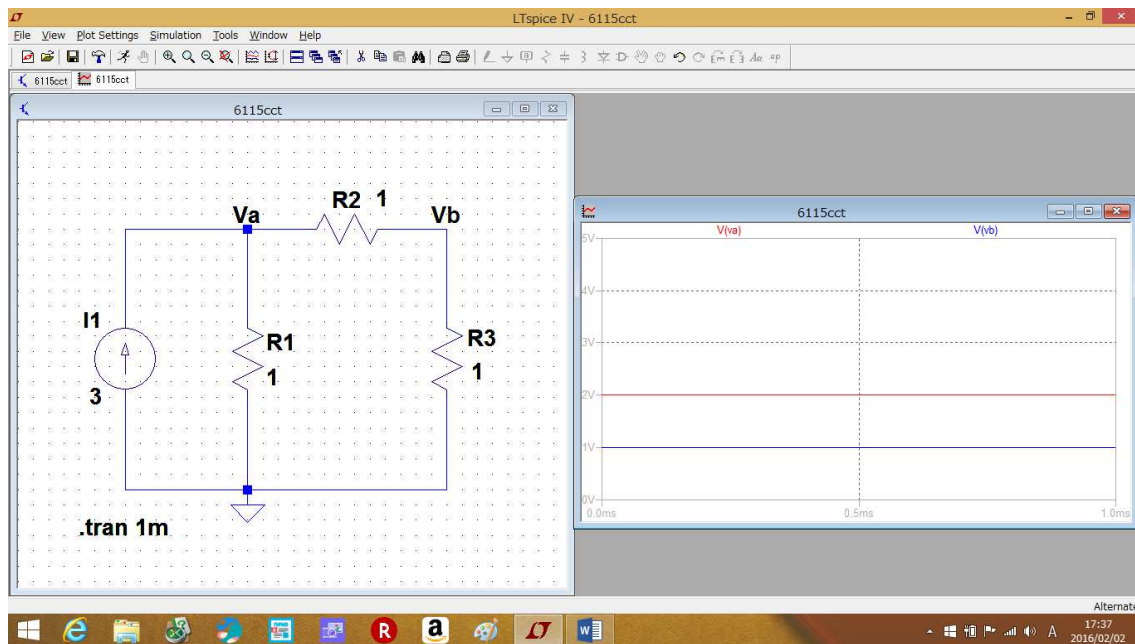 LTspice IV - 6115cct
File View Plot Settings Simulation Tools Window Help
6115cct 6115cct
6115cct
R2 1
Va Vb
I1
R1
R3
1
1
3
.tran 1m
6115cct
V(va) V(vb)
5V
4V
3V
2V
1V
0V
0.0ms 0.5ms 1.0ms
Alternate
A 17:37
2016/02/02